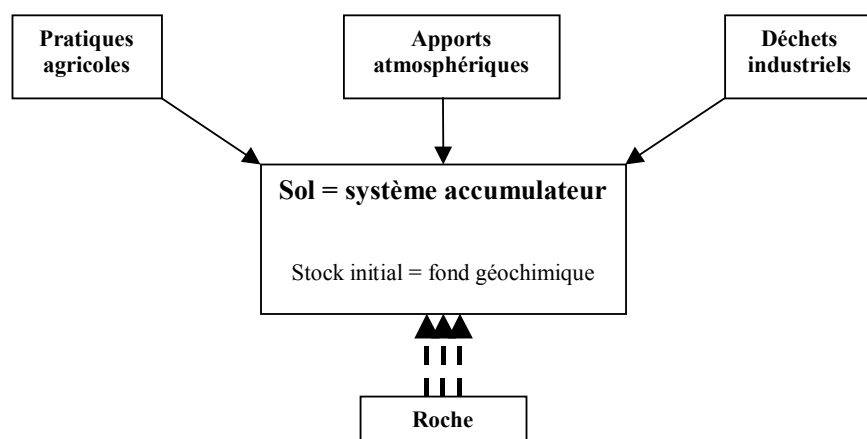 Pratiques
agricoles
Apports
atmosphériques
Déchets
industriels
Sol = système accumulateur
Stock initial = fond géochimique
Roche